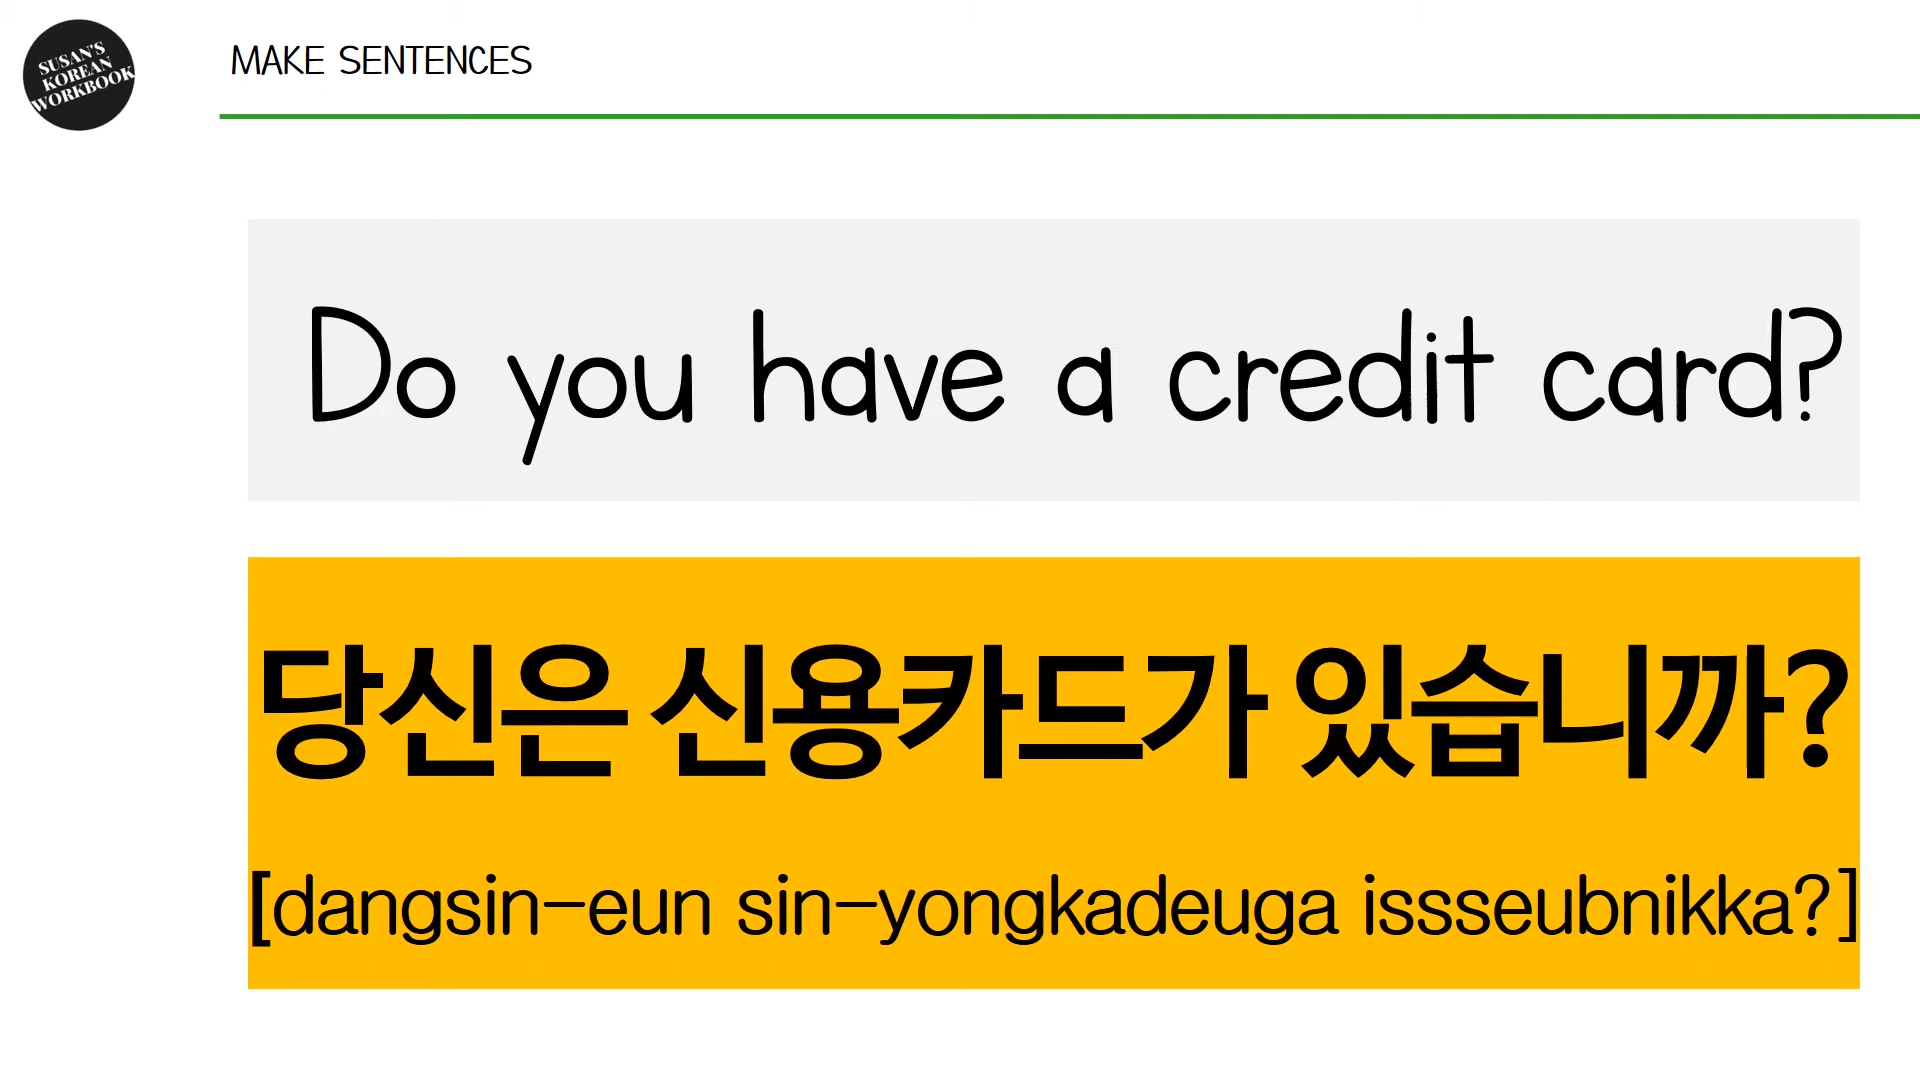 SUSAN'S
KOREAN
WORKBOOK
MAKE SENTENCES
Do you have a credit card?
당신은 신용카드가 있습니까?
[dangsin-eun sin-yongkadeuga issseubnikka?]